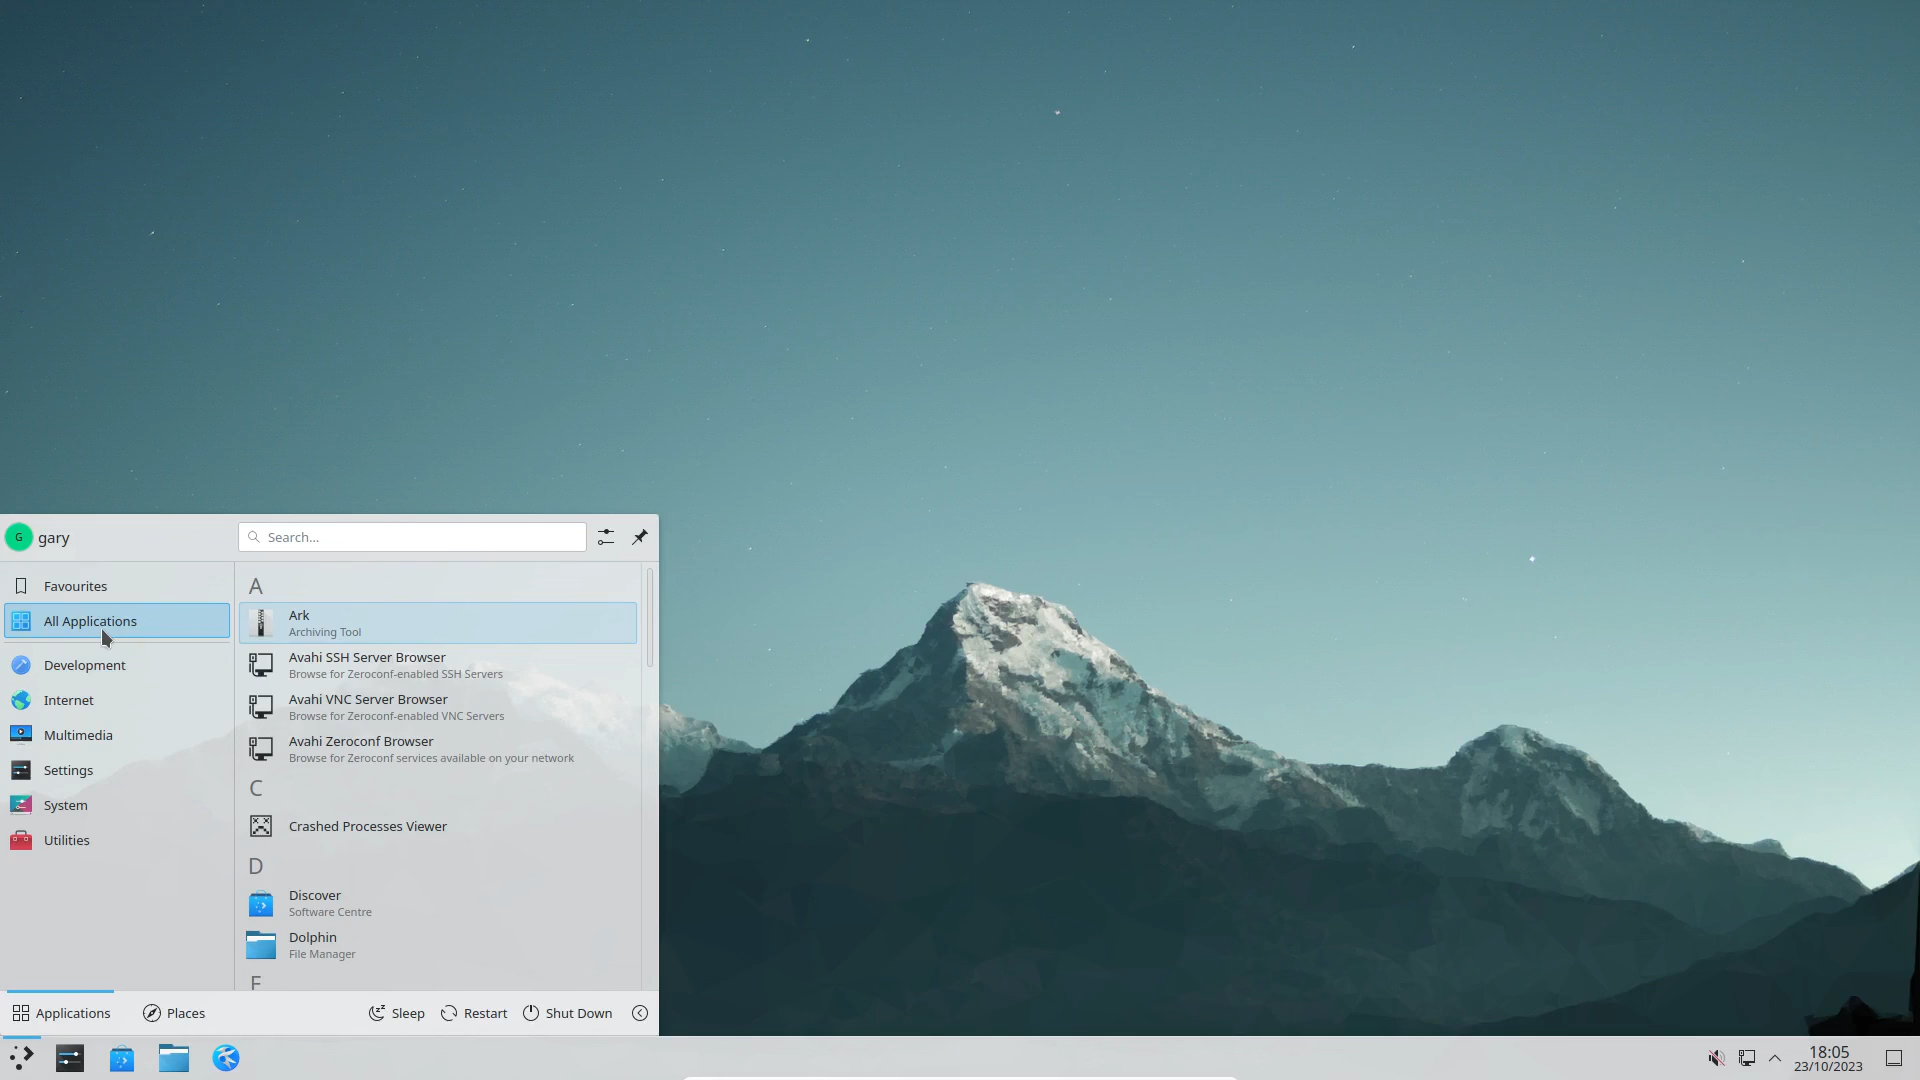 G
gary
Search...
Favourites
All Applications
Development
Internet
Multimedia
Settings
System
Utilities
A
Ark
Archiving Tool
Avahi SSH Server Browser
Browse for Zeroconf-enabled SSH Servers
Avahi VNC Server Browser
Browse for Zeroconf-enabled VNC Servers
Avahi Zeroconf Browser
Browse for Zeroconf services available on your network
C
Crashed Processes Viewer
D
Discover
Software Centre
Dolphin
File Manager
Applications
Places
Sleep
Restart
Shut Down
18:05
23/10/2023